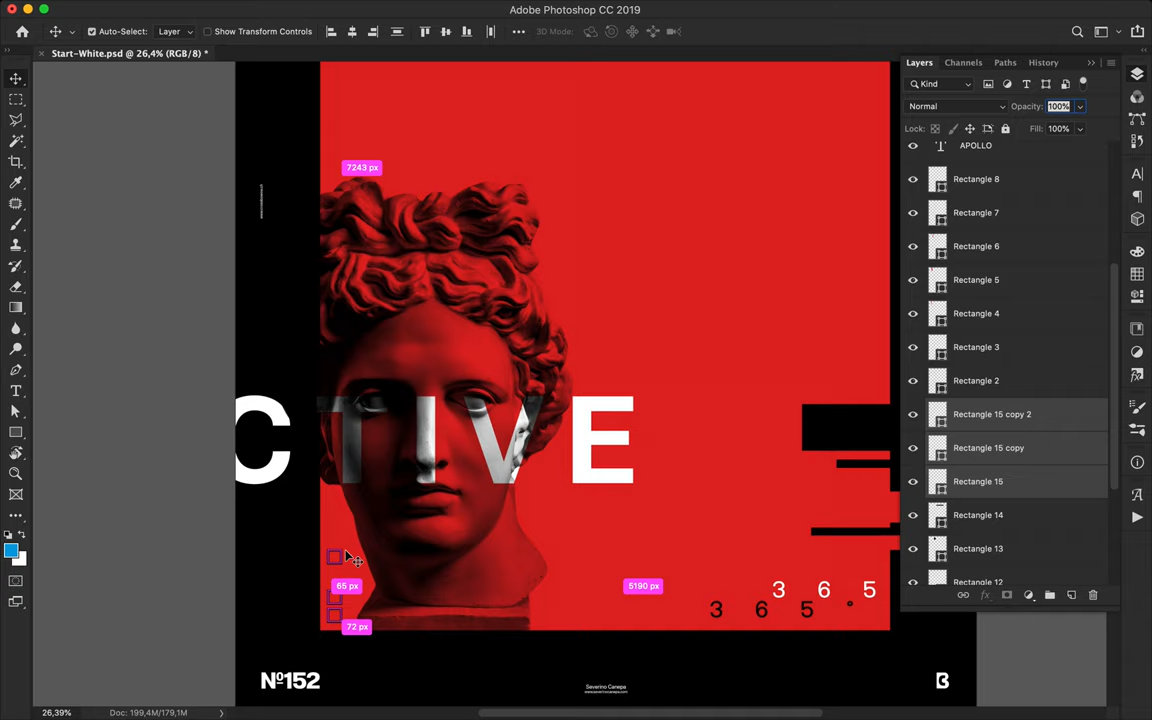 Adobe Photoshop CC 2019
Auto-Select:
Layer
Show Transform Controls
3D Mode:
Start-White.psd @ 26,4% (RGB/8) *
Layers
Channels
Paths
History
Kind
Normal
Opacity:
100%
Lock:
Fill:
100%
APOLLO
Rectangle 8
Rectangle 7
Rectangle 6
Rectangle 5
Rectangle 4
Rectangle 3
Rectangle 2
Rectangle 15 copy 2
Rectangle 15 copy
Rectangle 15
Rectangle 14
Rectangle 13
Rectangle 12
7243 px
CTIVE
65 px
5190 px
72 px
3 6 5
3 6 5 °
Nº152
Severino Canepa
26,39%
Doc: 199,4M/179,1M